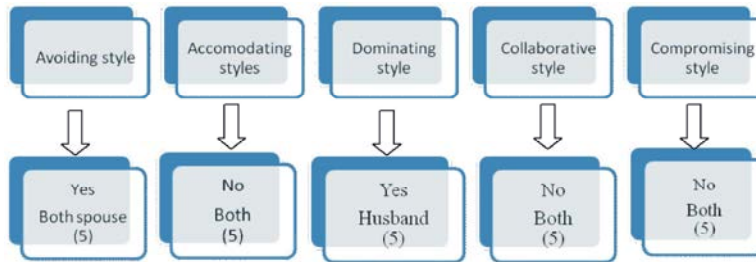 Avoiding style
Accomodating
styles
Dominating
style
Collaborative
style
Compromising
style
Yes
Both spouse
(5)
No
Both
(5)
Yes
Husband
(5)
No
Both
(5)
No
Both
(5)